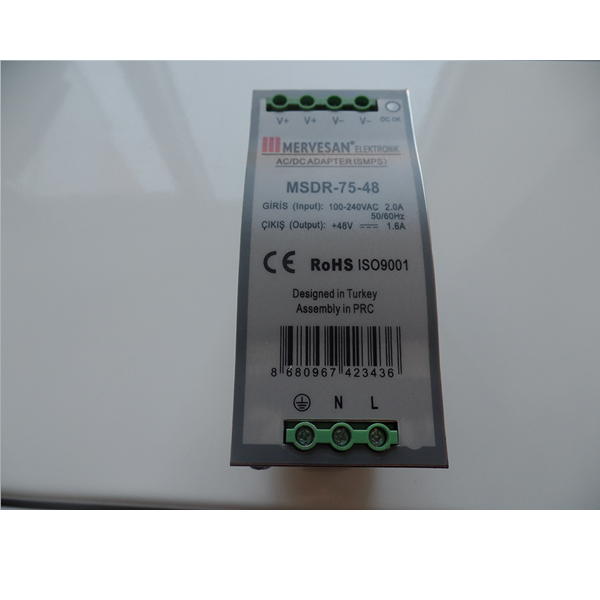 V+ V+ V- V- DC OK
MERVESAN® ELEKTRONIK
AC/DC ADAPTER (SMPS)
MSDR-75-48
GİRİS (Input): 100-240VAC 2.0A
50/60Hz
ÇIKIŞ (Output): +48V 1.6A
CE RoHS ISO9001
Designed in Turkey
Assembly in PRC
8 680967 423436
N L